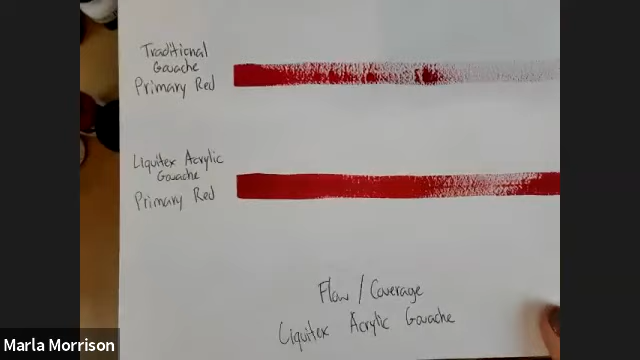 Traditional
Gouache
Primary Red
Liquitex Acrylic
Gouache
Primary Red
Flow / Coverage
Liquitex Acrylic Gouache
Marla Morrison